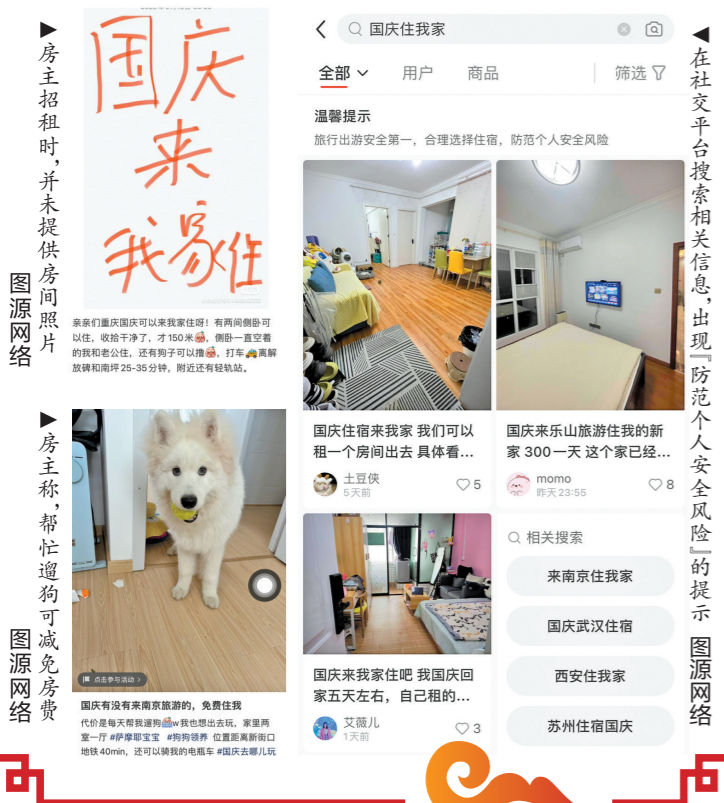 ▶房主招租时,并未提供房间照片
图源网络
国庆
来
我家住
亲亲们重庆国庆可以来我家住呀！有两间侧卧可
以住，收拾干净了，才150米，侧卧一直空着
的我和老公住，还有狗子可以撸，打车离解
放碑和南坪25-35分钟，附近还有轻轨站。
▶房主称,帮忙遛狗可减免房费
图源网络
点击参与活动 >
国庆有没有来南京旅游的，免费住我
代价是每天帮我遛狗w我也想出去玩，家里两
室一厅 #萨摩耶宝宝 #狗狗领养 位置距离新街口
地铁40min，还可以骑我的电瓶车 #国庆去哪儿玩
国庆住我家
全部 用户 商品 筛选
温馨提示
旅行出游安全第一，合理选择住宿，防范个人安全风险
国庆住宿来我家 我们可以
租一个房间出去 具体看...
土豆侠
5天前
5
国庆来乐山旅游住我的新
家 300一天 这个家已经...
momo
昨天23:55
8
国庆来我家住吧 我国庆回
家五天左右，自己租的...
艾薇儿
1天前
3
相关搜索
来南京住我家
国庆武汉住宿
西安住我家
苏州住宿国庆
◀在社交平台搜索相关信息,出现『防范个人安全风险』的提示
图源网络